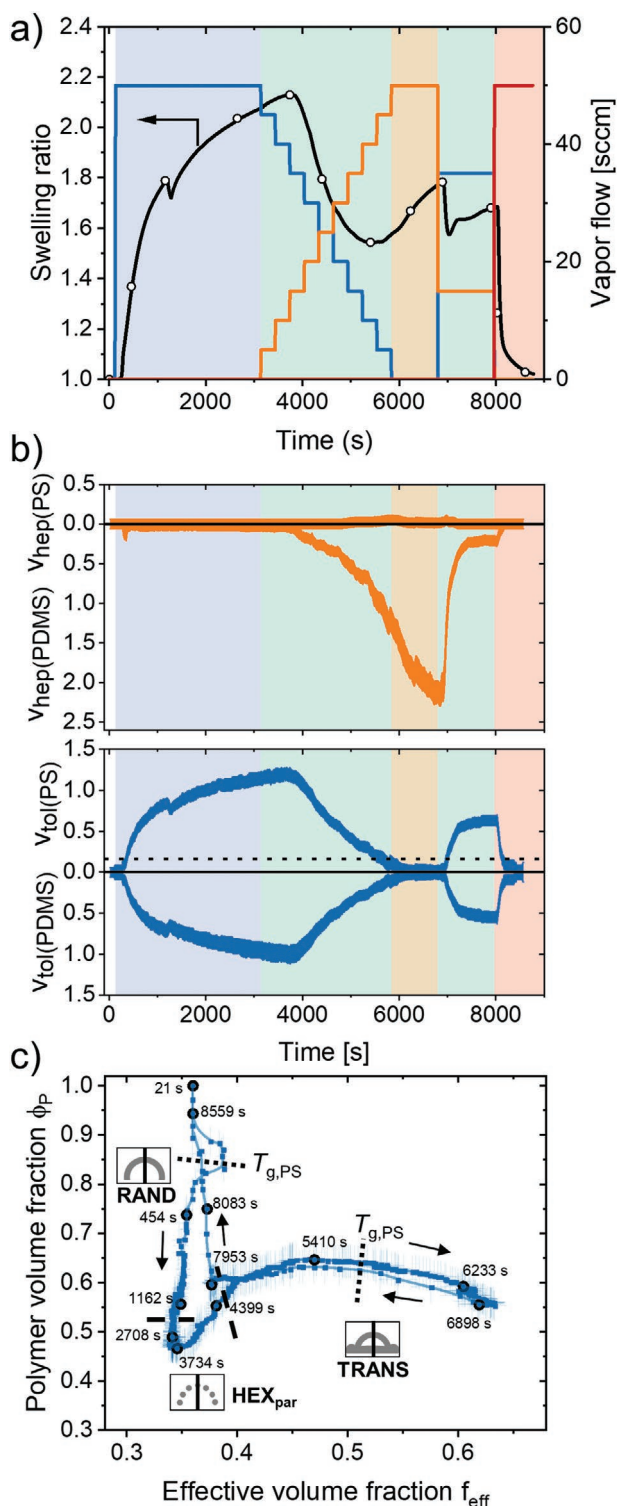 a)
60
2.4
2.2
2.0
40
1.8
1.6
20
1.4
1.2
1.0
0
Swelling ratio
Vapor flow [sccm]
0 2000 4000 6000 8000
Time (s)
b)
0.5
0.0
0.5
1.0
1.5
2.0
2.5
Vhep(PS)
Vhep(PDMS)
1.5
1.0
0.5
0.0
0.5
1.0
1.5
Vtol(PS)
Vtol(PDMS)
0 2000 4000 6000 8000
Time [s]
c)
1.0
0.9
0.8
0.7
0.6
0.5
0.4
0.3
Polymer volume fraction ϕP
21 s
8559 s
Tg,PS
RAND
8083 s
454 s
7953 s
5410 s
Tg,PS
6233 s
1162 s
4399 s
6898 s
2708 s
3734 s
TRANS
HEXpar
0.3 0.4 0.5 0.6
Effective volume fraction feff